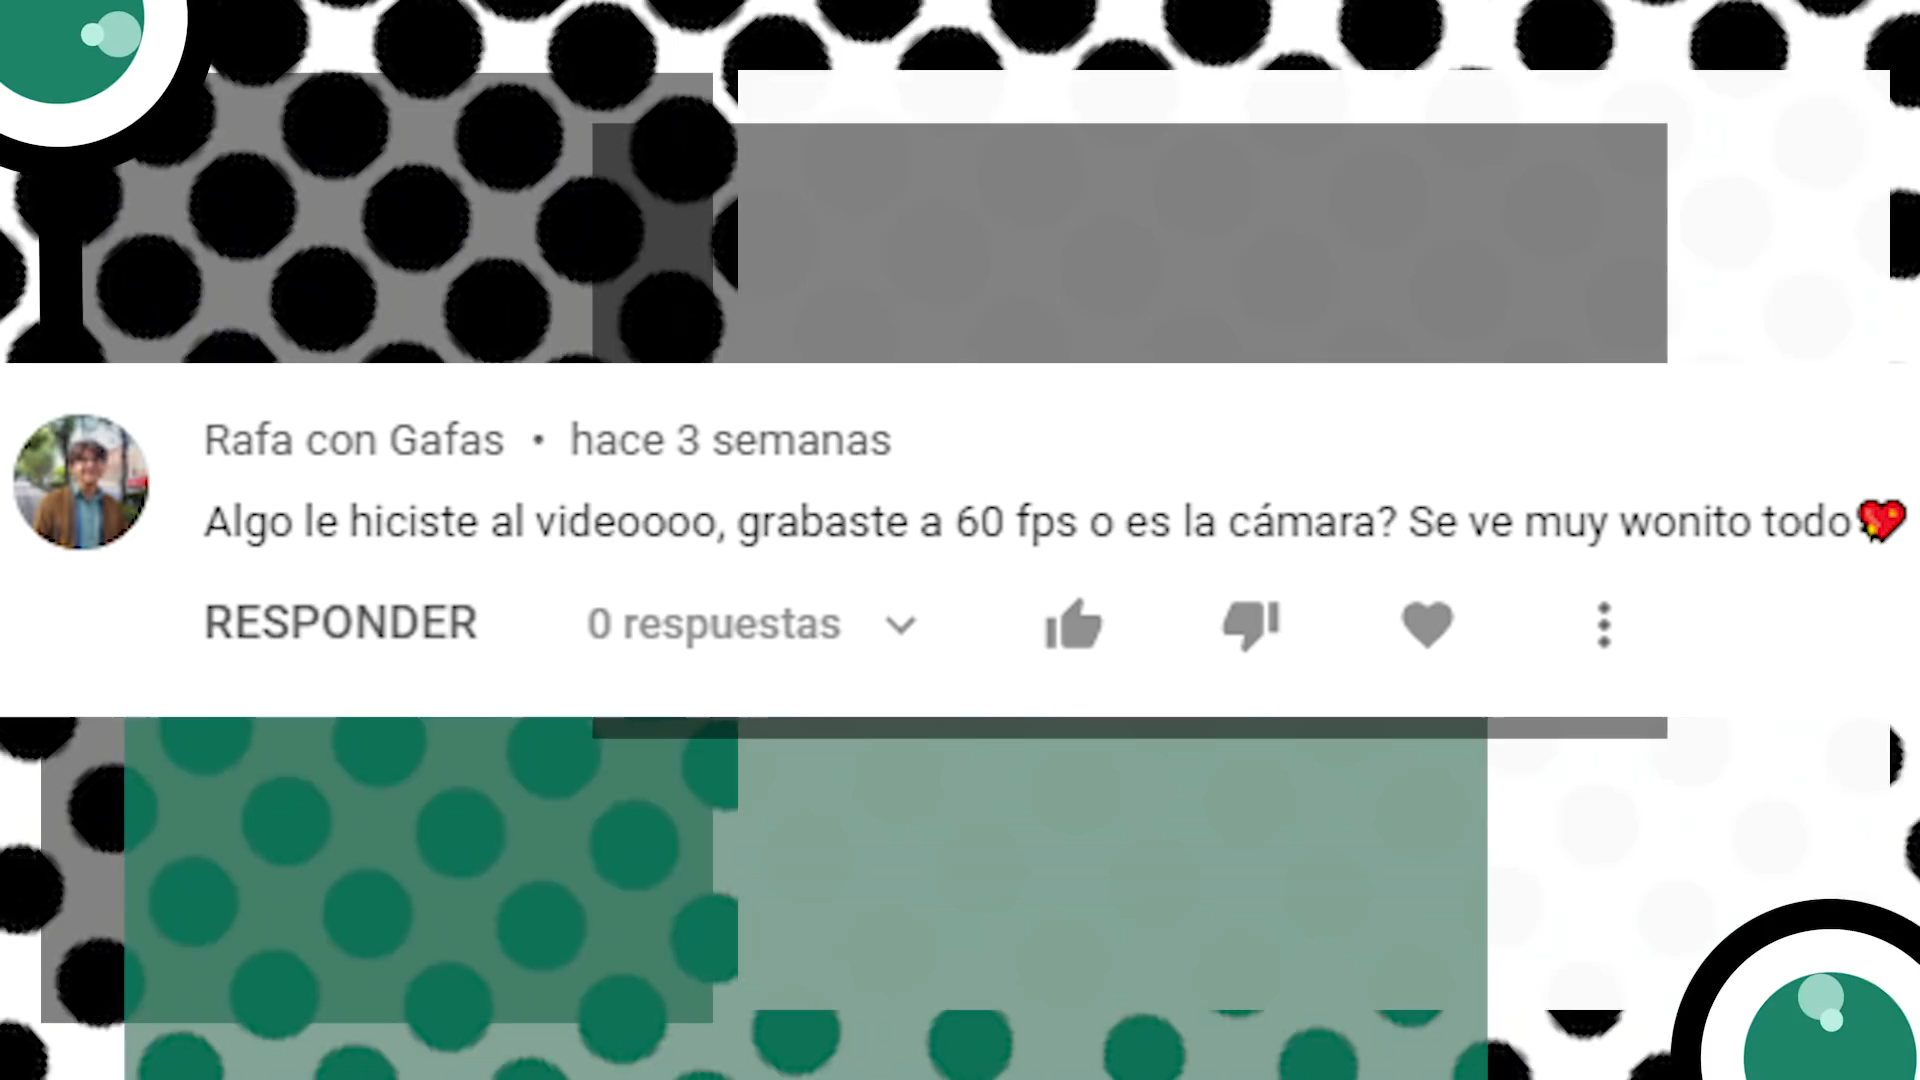 Rafa con Gafas • hace 3 semanas
Algo le hiciste al videoooo, grabaste a 60 fps o es la cámara? Se ve muy wonito todo💖
RESPONDER 0 respuestas